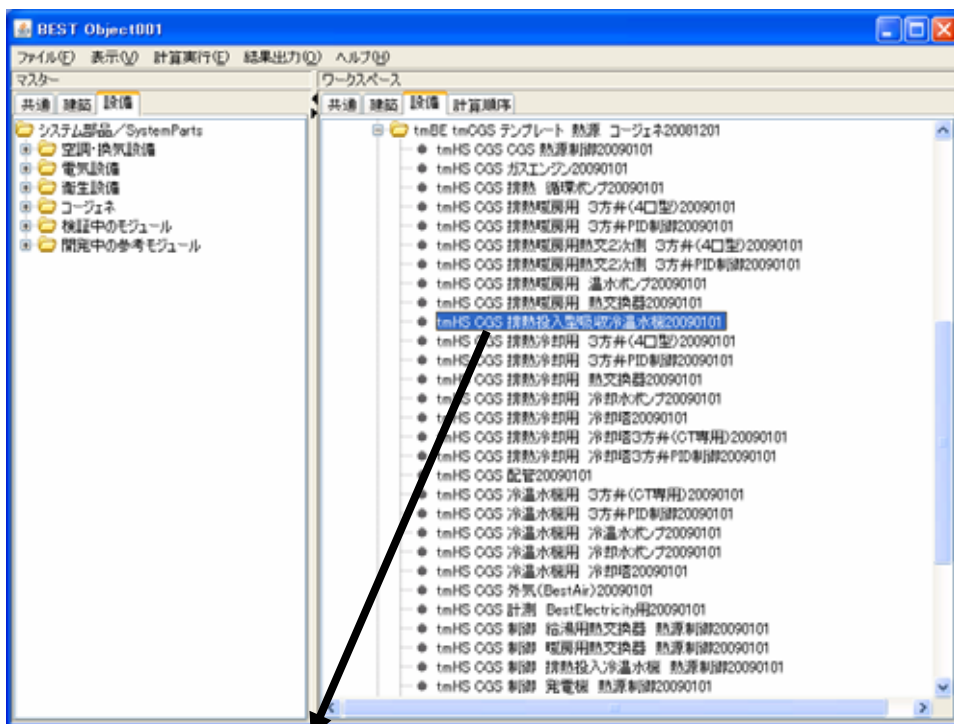 BEST Object001
ファイル(F) 表示(V) 計算実行(E) 結果出力(O) ヘルプ(H)
マスター
共通 建築 設備
システム部品/SystemParts
空調・換気設備
電気設備
衛生設備
コージェネ
検証中のモジュール
開発中の参考モジュール
ワークスペース
共通 建築 設備 計算順序
tmBE tmCGS テンプレート 熱源 コージェネ20081201
tmHS CGS CGS 熱源制御20090101
tmHS CGS ガスエンジン20090101
tmHS CGS 排熱 循環ポンプ20090101
tmHS CGS 排熱暖房用 3方弁(4口型)20090101
tmHS CGS 排熱暖房用 3方弁PID制御20090101
tmHS CGS 排熱暖房用熱交2次側 3方弁(4口型)20090101
tmHS CGS 排熱暖房用熱交2次側 3方弁PID制御20090101
tmHS CGS 排熱暖房用 温水ポンプ20090101
tmHS CGS 排熱暖房用 熱交換器20090101
tmHS CGS 排熱投入型吸収冷温水機20090101
tmHS CGS 排熱冷却用 3方弁(4口型)20090101
tmHS CGS 排熱冷却用 3方弁PID制御20090101
tmHS CGS 排熱冷却用 熱交換器20090101
tmHS CGS 排熱冷却用 冷却水ポンプ20090101
tmHS CGS 排熱冷却用 冷却塔20090101
tmHS CGS 排熱冷却用 冷却塔3方弁(CT専用)20090101
tmHS CGS 排熱冷却用 冷却塔3方弁PID制御20090101
tmHS CGS 配管20090101
tmHS CGS 冷温水機用 3方弁(CT専用)20090101
tmHS CGS 冷温水機用 3方弁PID制御20090101
tmHS CGS 冷温水機用 冷温水ポンプ20090101
tmHS CGS 冷温水機用 冷却水ポンプ20090101
tmHS CGS 冷温水機用 冷却塔20090101
tmHS CGS 外気(BestAir)20090101
tmHS CGS 計測 BestElectricity用20090101
tmHS CGS 制御 給湯用熱交換器 熱源制御20090101
tmHS CGS 制御 暖房用熱交換器 熱源制御20090101
tmHS CGS 制御 排熱投入冷温水機 熱源制御20090101
tmHS CGS 制御 発電機 熱源制御20090101